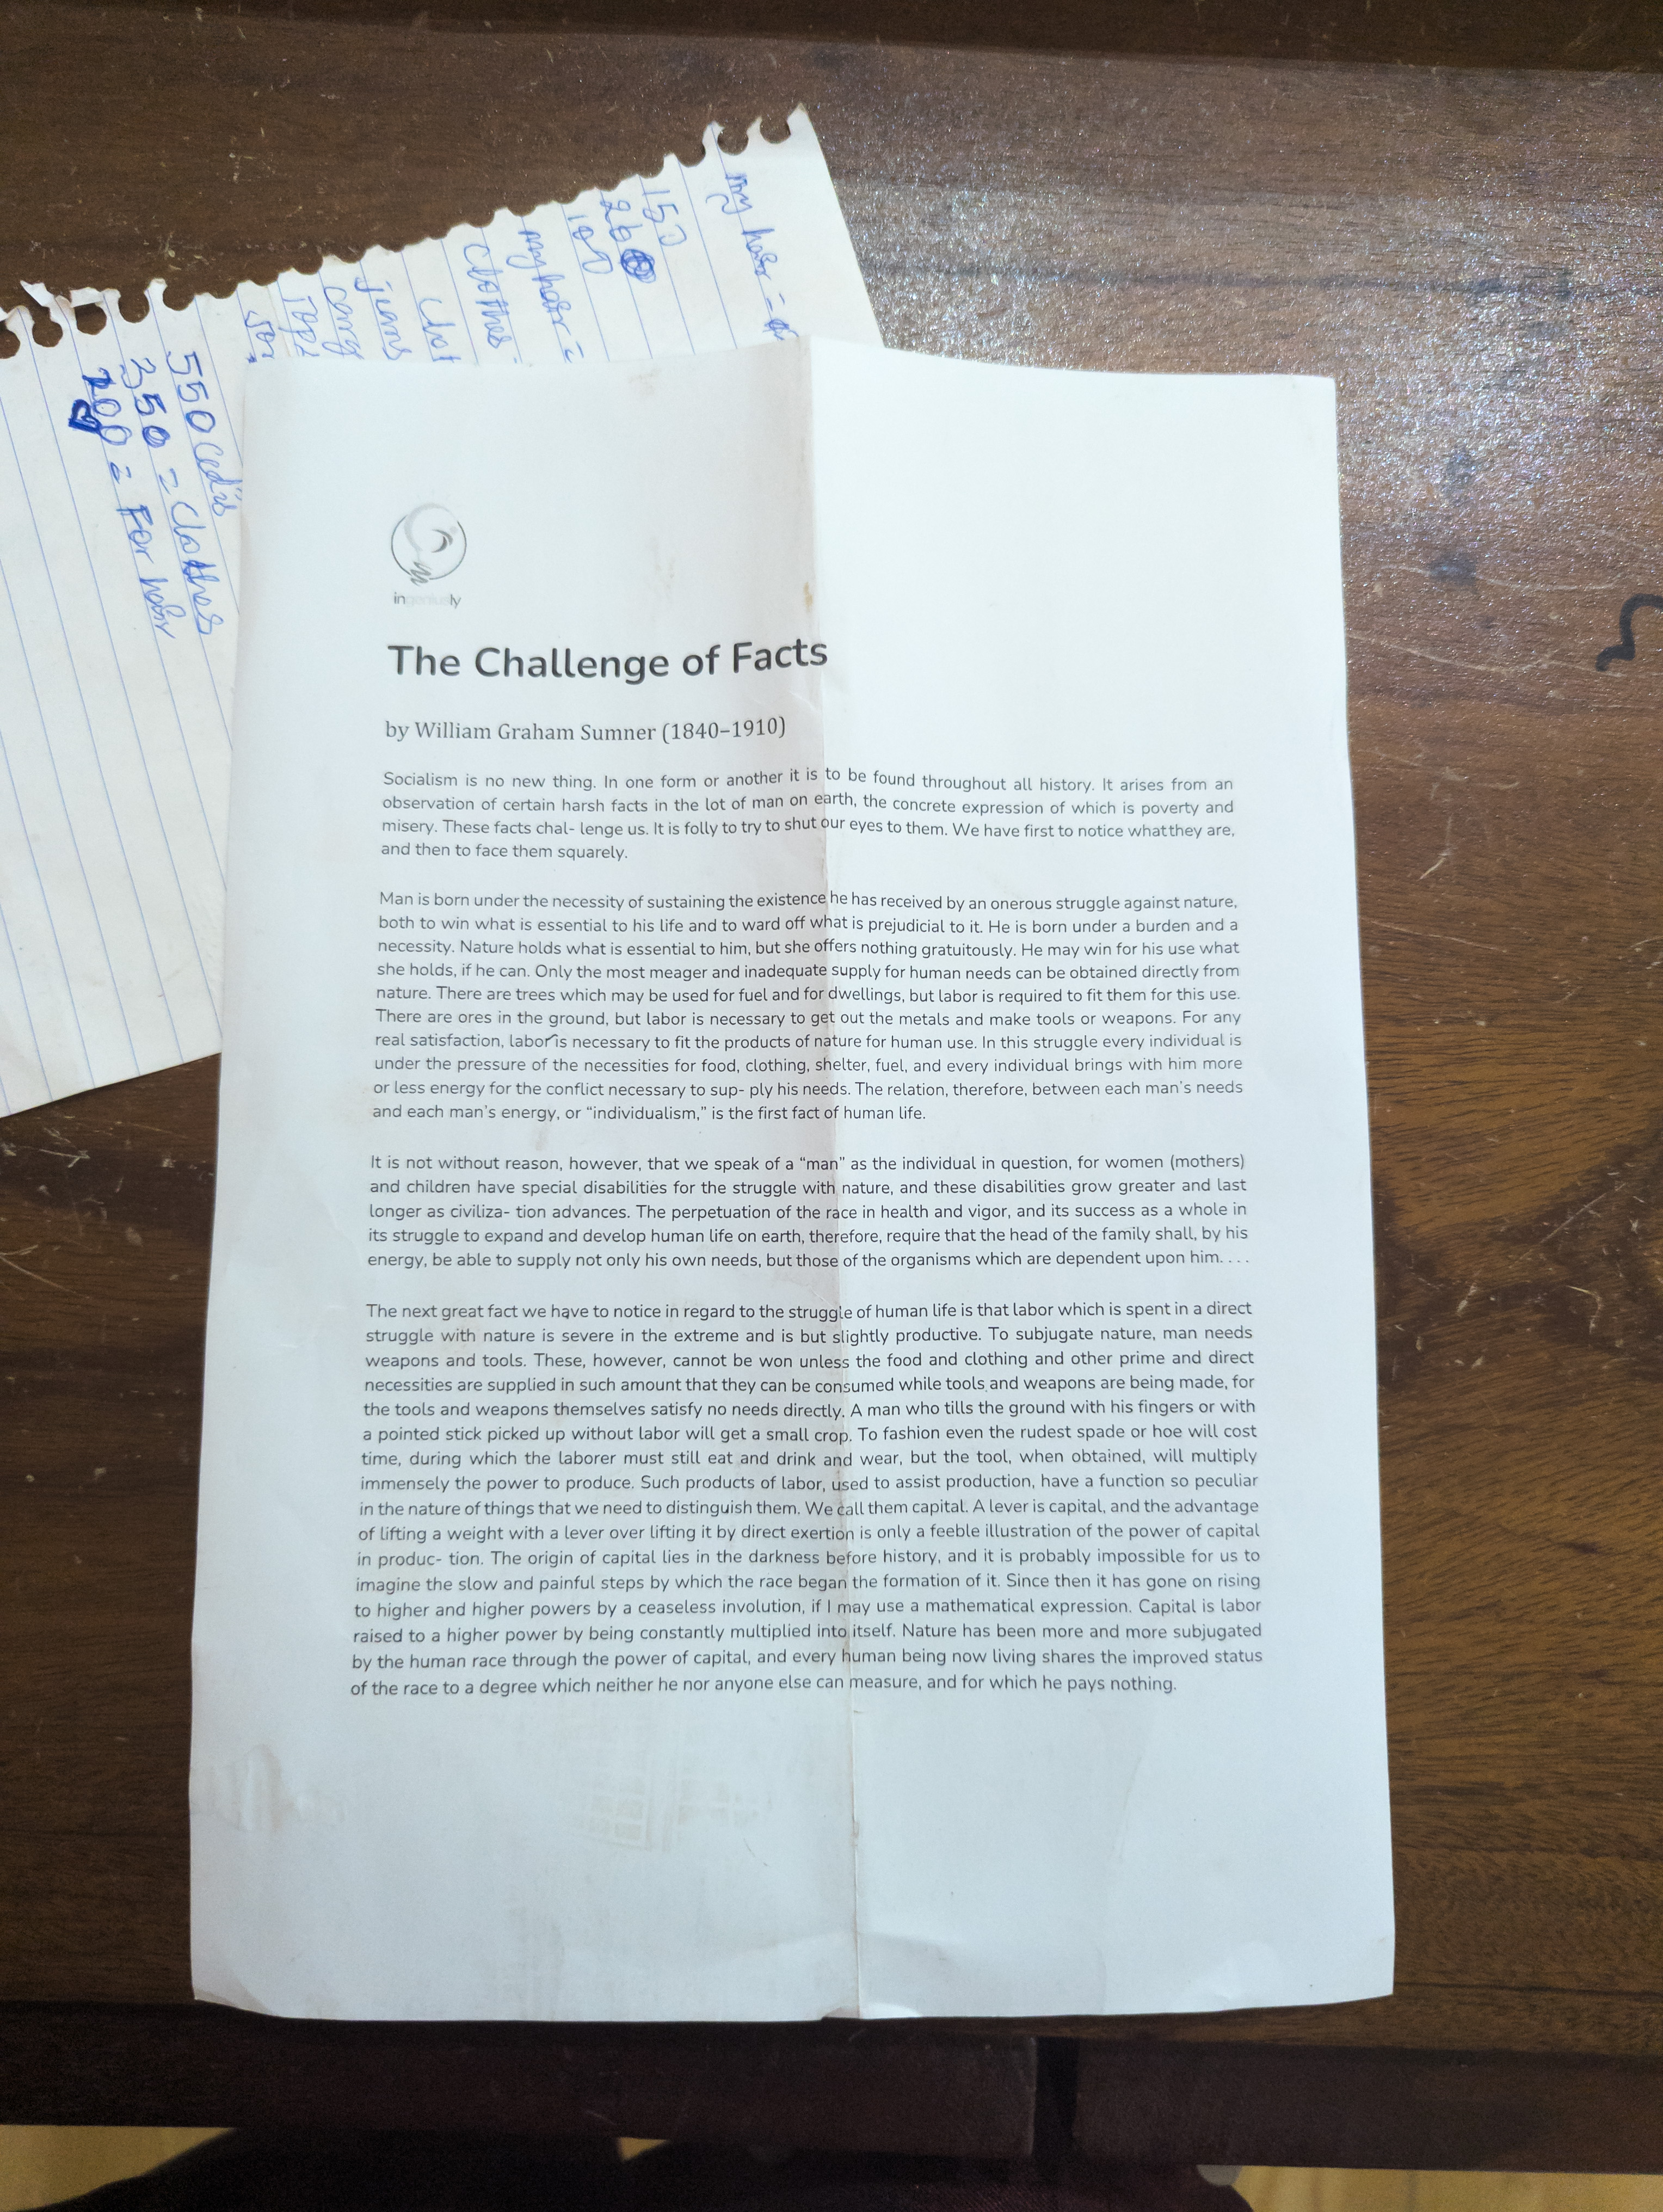 my hair =
150
260
100
my hair =
Clothes
jeans
Tops
550 cedis
350 = Clothes
200 = For hair
ingeniusly
The Challenge of Facts
by William Graham Sumner (1840–1910)
Socialism is no new thing. In one form or another it is to be found throughout all history. It arises from an
observation of certain harsh facts in the lot of man on earth, the concrete expression of which is poverty and
misery. These facts chal- lenge us. It is folly to try to shut our eyes to them. We have first to notice what they are,
and then to face them squarely.
Man is born under the necessity of sustaining the existence he has received by an onerous struggle against nature,
both to win what is essential to his life and to ward off what is prejudicial to it. He is born under a burden and a
necessity. Nature holds what is essential to him, but she offers nothing gratuitously. He may win for his use what
she holds, if he can. Only the most meager and inadequate supply for human needs can be obtained directly from
nature. There are trees which may be used for fuel and for dwellings, but labor is required to fit them for this use.
There are ores in the ground, but labor is necessary to get out the metals and make tools or weapons. For any
real satisfaction, labor is necessary to fit the products of nature for human use. In this struggle every individual is
under the pressure of the necessities for food, clothing, shelter, fuel, and every individual brings with him more
or less energy for the conflict necessary to sup- ply his needs. The relation, therefore, between each man's needs
and each man's energy, or “individualism,” is the first fact of human life.
It is not without reason, however, that we speak of a “man” as the individual in question, for women (mothers)
and children have special disabilities for the struggle with nature, and these disabilities grow greater and last
longer as civiliza- tion advances. The perpetuation of the race in health and vigor, and its success as a whole in
its struggle to expand and develop human life on earth, therefore, require that the head of the family shall, by his
energy, be able to supply not only his own needs, but those of the organisms which are dependent upon him. . . .
The next great fact we have to notice in regard to the struggle of human life is that labor which is spent in a direct
struggle with nature is severe in the extreme and is but slightly productive. To subjugate nature, man needs
weapons and tools. These, however, cannot be won unless the food and clothing and other prime and direct
necessities are supplied in such amount that they can be consumed while tools and weapons are being made, for
the tools and weapons themselves satisfy no needs directly. A man who tills the ground with his fingers or with
a pointed stick picked up without labor will get a small crop. To fashion even the rudest spade or hoe will cost
time, during which the laborer must still eat and drink and wear, but the tool, when obtained, will multiply
immensely the power to produce. Such products of labor, used to assist production, have a function so peculiar
in the nature of things that we need to distinguish them. We call them capital. A lever is capital, and the advantage
of lifting a weight with a lever over lifting it by direct exertion is only a feeble illustration of the power of capital
in produc- tion. The origin of capital lies in the darkness before history, and it is probably impossible for us to
imagine the slow and painful steps by which the race began the formation of it. Since then it has gone on rising
to higher and higher powers by a ceaseless involution, if I may use a mathematical expression. Capital is labor
raised to a higher power by being constantly multiplied into itself. Nature has been more and more subjugated
by the human race through the power of capital, and every human being now living shares the improved status
of the race to a degree which neither he nor anyone else can measure, and for which he pays nothing.